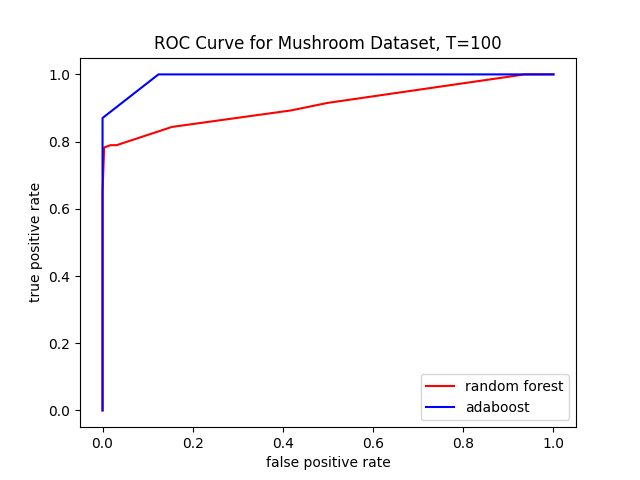 ROC Curve for Mushroom Dataset, T=100
1.0
0.8
0.6
0.4
0.2
0.0
true positive rate
0.0 0.2 0.4 0.6 0.8 1.0
false positive rate
random forest
adaboost